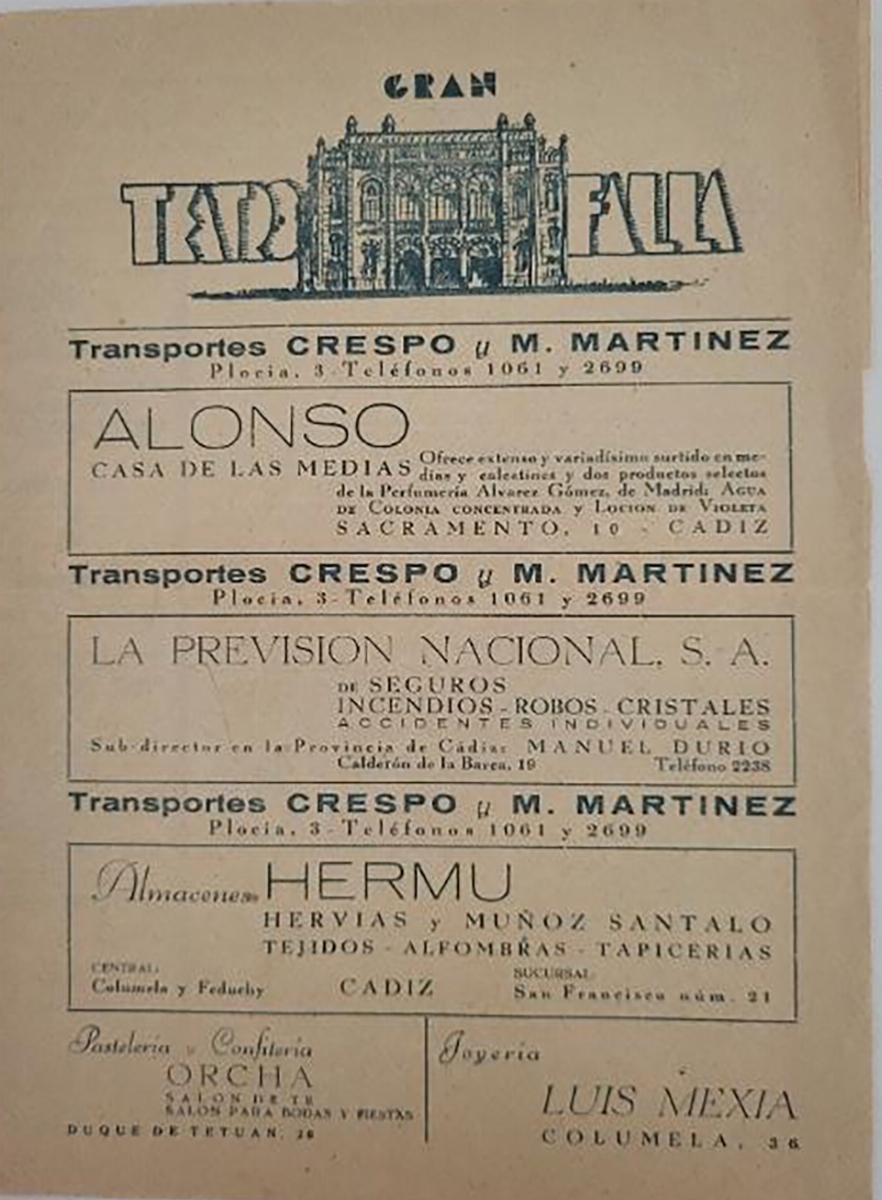 GRAN
TEATRO FALLA
Transportes CRESPO y M. MARTINEZ
Plocia, 3 - Teléfonos 1061 y 2699
ALONSO
CASA DE LAS MEDIAS
Ofrece extenso y variadísimo surtido en me-
dias y calcetines y dos productos selectos
de la Perfumería Alvarez Gómez, de Madrid: AGUA
DE COLONIA CONCENTRADA y LOCION DE VIOLETA
SACRAMENTO, 10 - CADIZ
Transportes CRESPO y M. MARTINEZ
Plocia, 3 - Teléfonos 1061 y 2699
LA PREVISION NACIONAL, S. A.
DE SEGUROS
INCENDIOS - ROBOS - CRISTALES
ACCIDENTES INDIVIDUALES
Sub-director en la Provincia de Cádiz: MANUEL DURIO
Calderón de la Barca, 19 Teléfono 2238
Transportes CRESPO y M. MARTINEZ
Plocia, 3 - Teléfonos 1061 y 2699
Almacenes HERMU
HERVIAS y MUÑOZ SANTALO
TEJIDOS - ALFOMBRAS - TAPICERIAS
CENTRAL:
Columela y Feduchy
CADIZ
SUCURSAL:
San Francisco núm. 21
Pastelería y Confitería
ORCHA
SALON DE TE
SALON PARA BODAS Y FIESTAS
DUQUE DE TETUAN,
Joyería
LUIS MEXIA
COLUMELA, 36